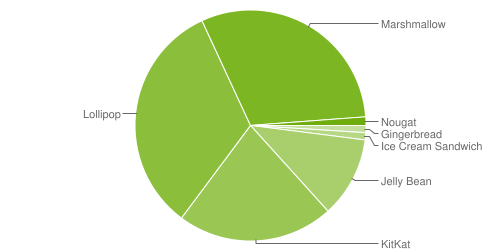 Marshmallow
Lollipop
Nougat
Gingerbread
Ice Cream Sandwich
Jelly Bean
KitKat